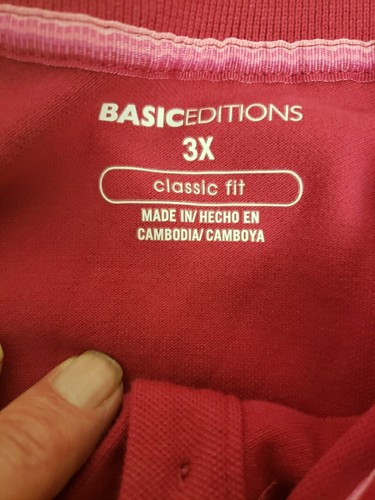 BASICEDITIONS
3X
classic fit
MADE IN/HECHO EN
CAMBODIA/CAMBOYA